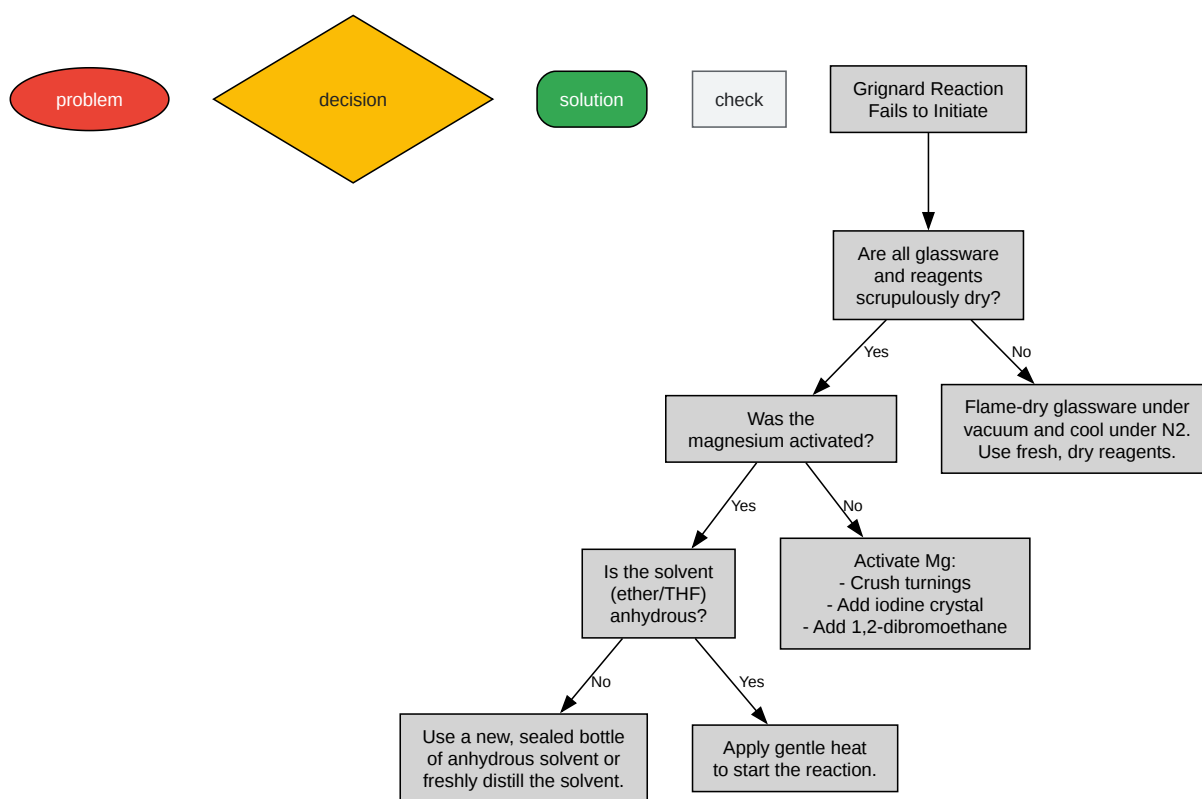 problem
decision
solution
check
Grignard Reaction
Fails to Initiate
Are all glassware
and reagents
scrupulously dry?
Yes
No
Was the
magnesium activated?
Flame-dry glassware under
vacuum and cool under N2.
Use fresh, dry reagents.
Yes
No
Is the solvent
(ether/THF)
anhydrous?
Activate Mg:
- Crush turnings
- Add iodine crystal
- Add 1,2-dibromoethane
No
Yes
Use a new, sealed bottle
of anhydrous solvent or
freshly distill the solvent.
Apply gentle heat
to start the reaction.